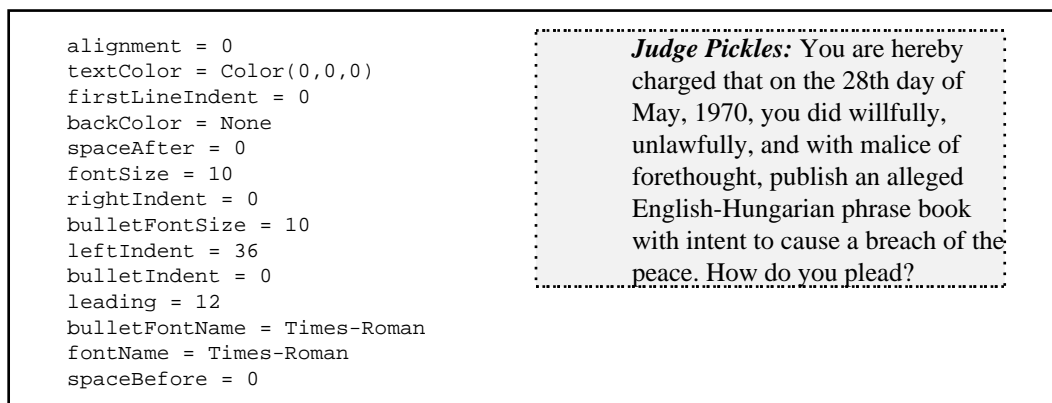 alignment = 0
textColor = Color(0,0,0)
firstLineIndent = 0
backColor = None
spaceAfter = 0
fontSize = 10
rightIndent = 0
bulletFontSize = 10
leftIndent = 36
bulletIndent = 0
leading = 12
bulletFontName = Times-Roman
fontName = Times-Roman
spaceBefore = 0
Judge Pickles: You are hereby
charged that on the 28th day of
May, 1970, you did willfully,
unlawfully, and with malice of
forethought, publish an alleged
English-Hungarian phrase book
with intent to cause a breach of the
peace. How do you plead?